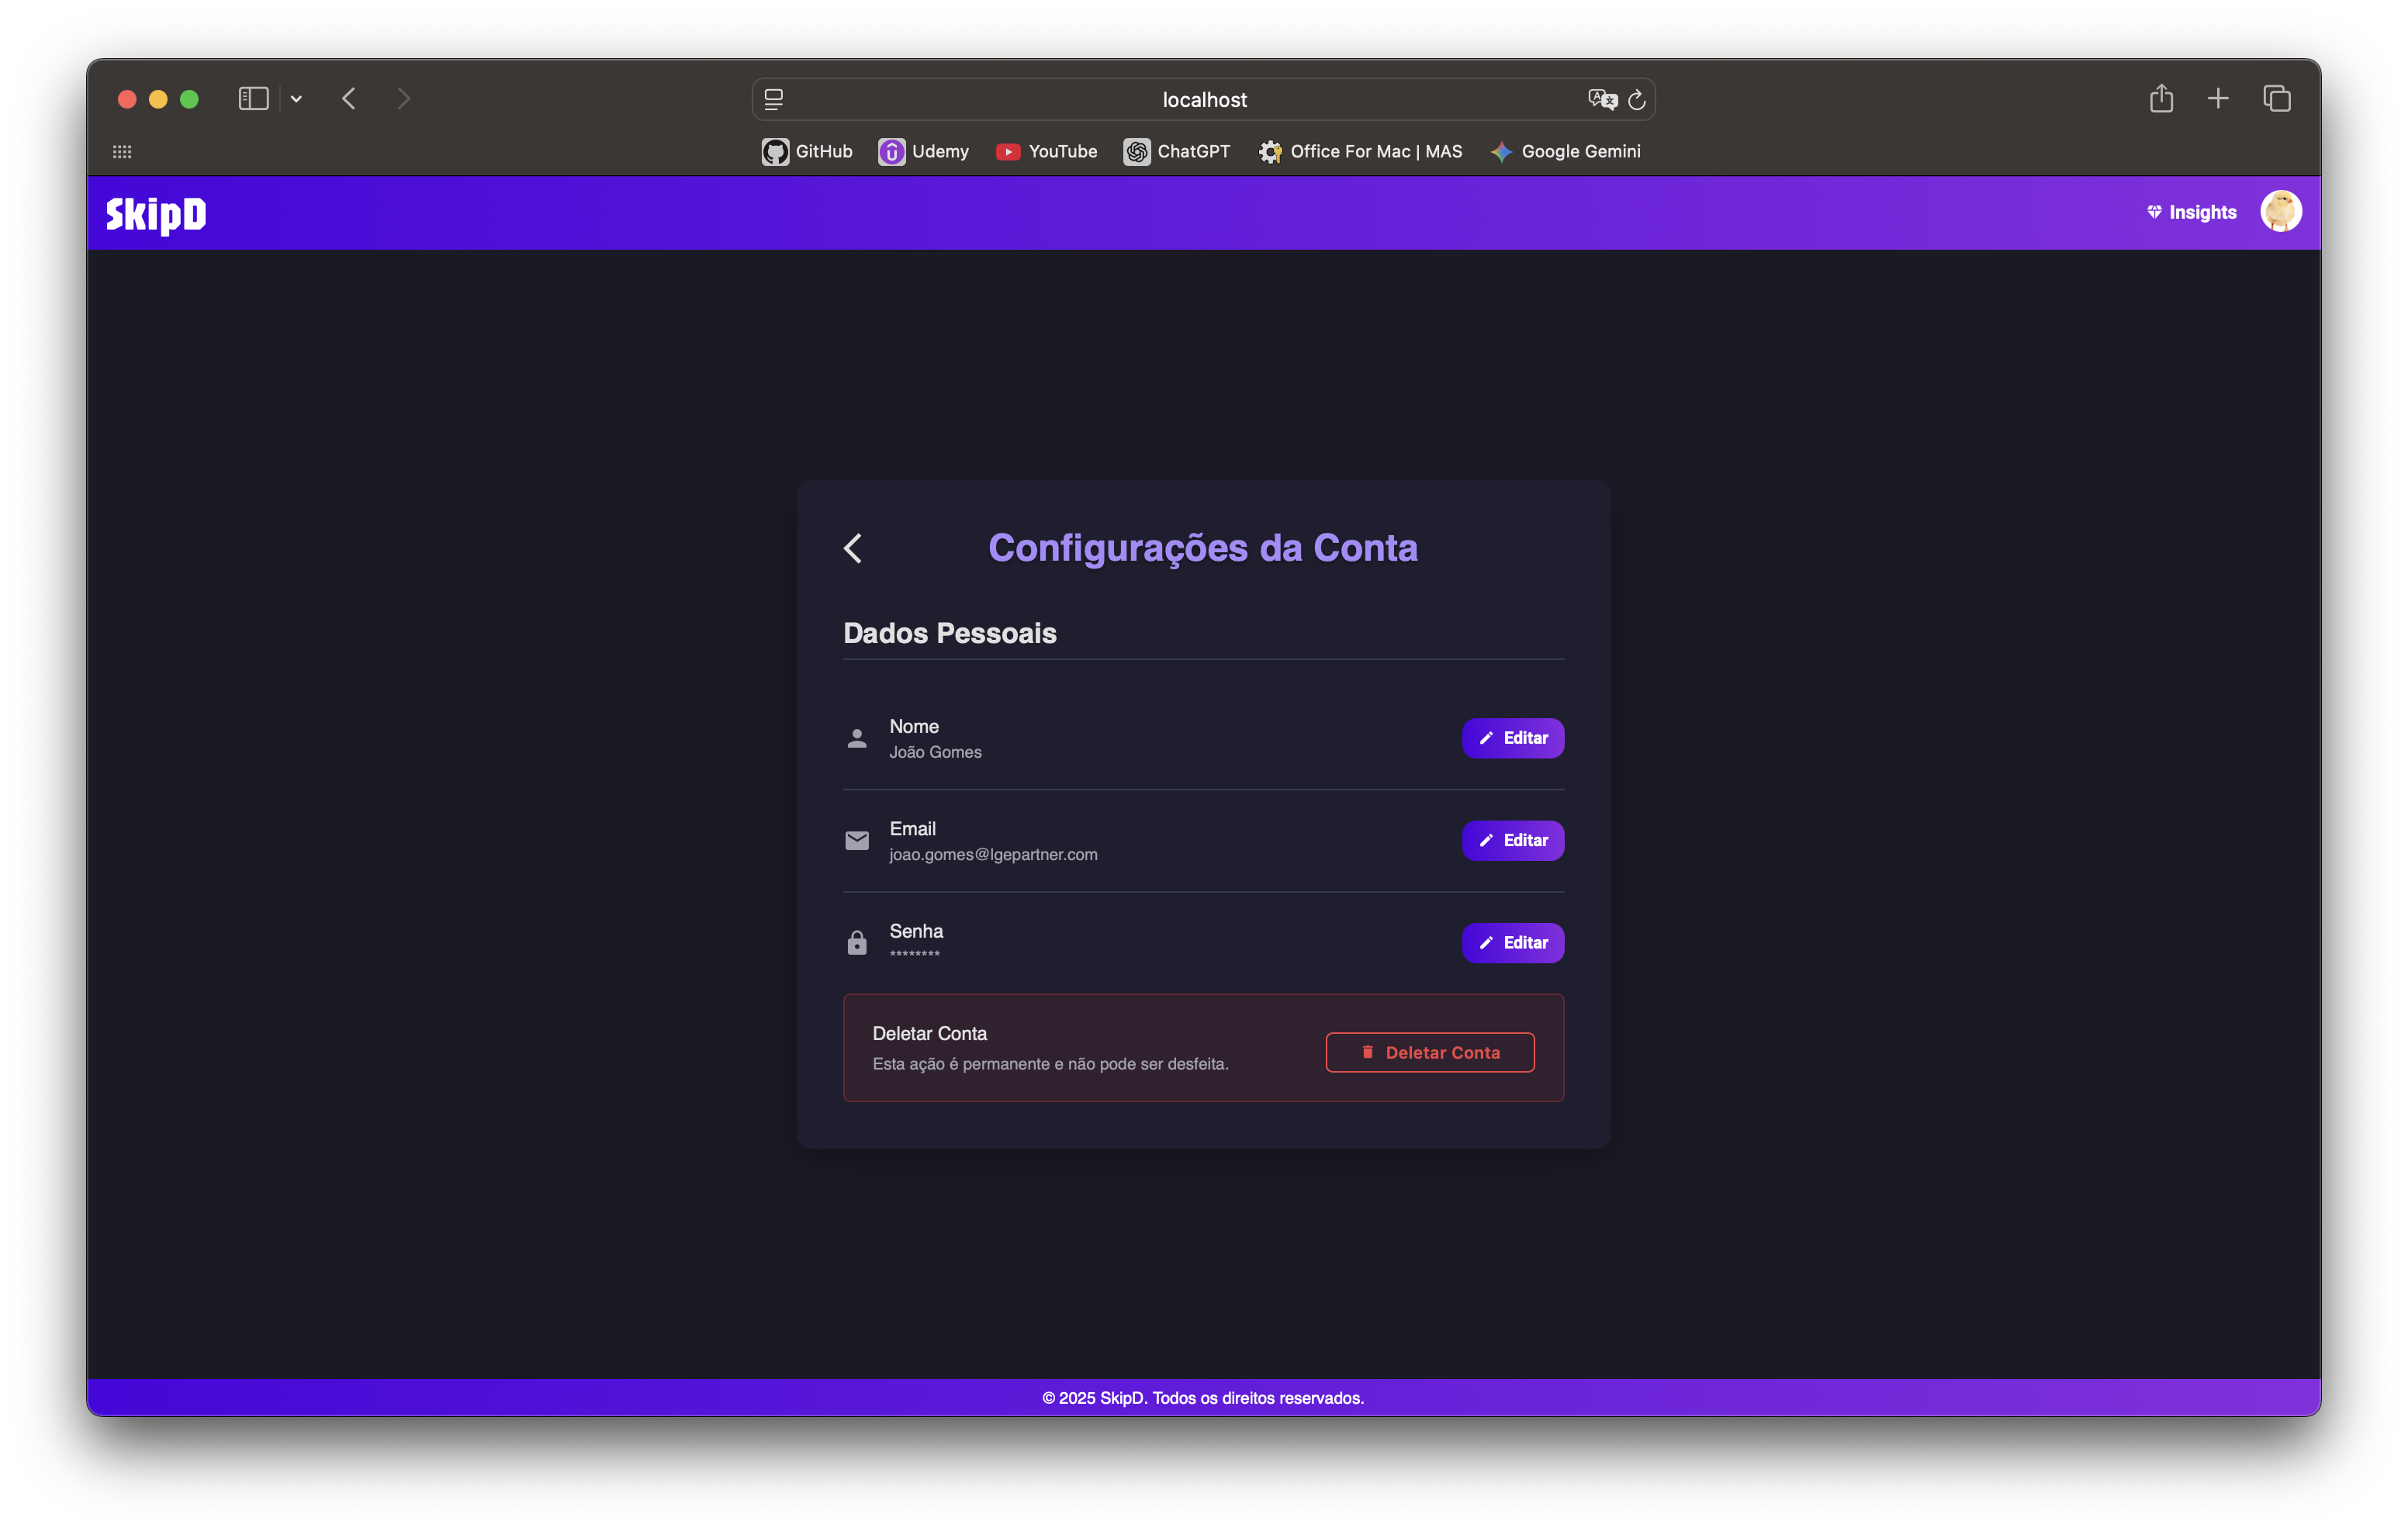 localhost
GitHub Udemy YouTube ChatGPT Office For Mac | MAS Google Gemini
SkipD Insights
Configurações da Conta
Dados Pessoais
Nome
João Gomes
Editar
Email
joao.gomes@lgepartner.com
Editar
Senha
********
Editar
Deletar Conta
Esta ação é permanente e não pode ser desfeita.
Deletar Conta
© 2025 SkipD. Todos os direitos reservados.